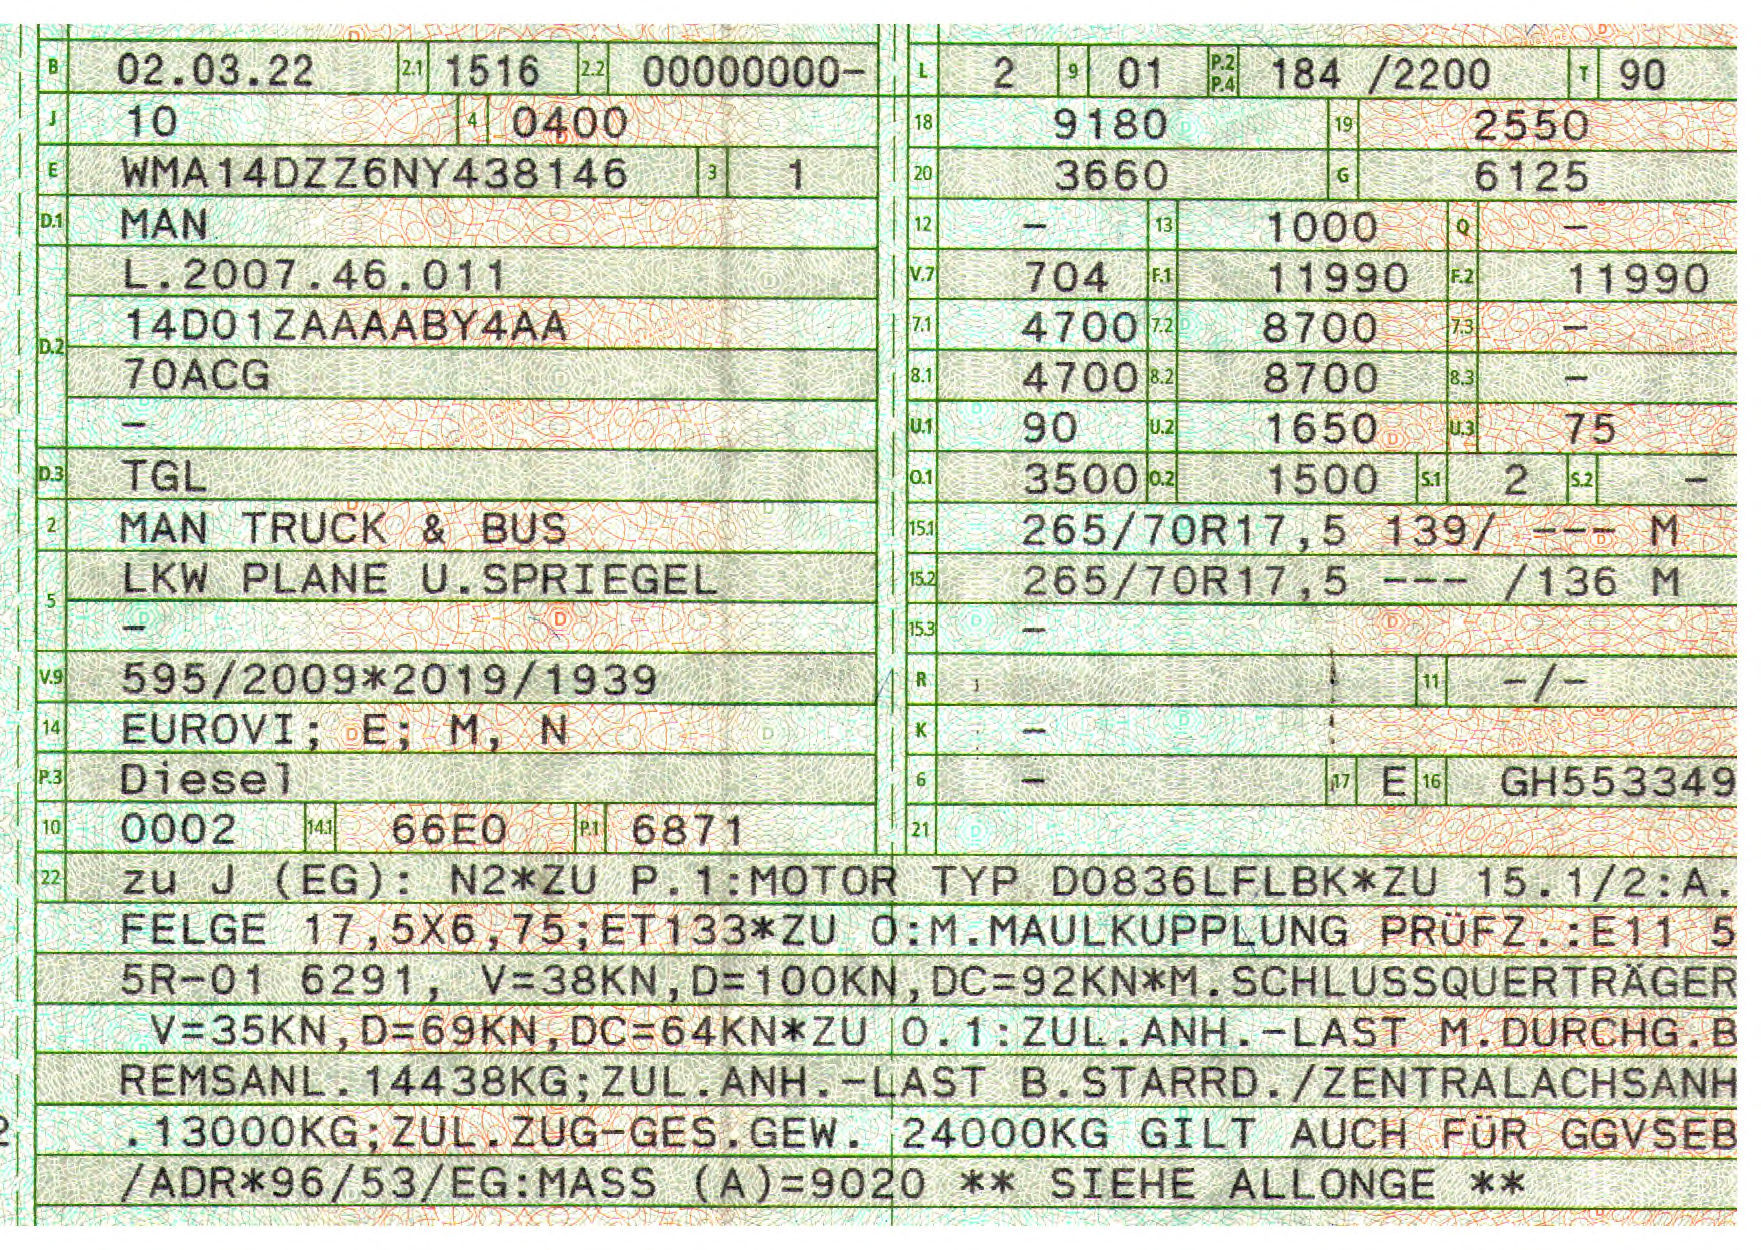 B 02.03.22 2.1 1516 2.2 00000000-
J 10 4 0400
E WMA14DZZ6NY438146 3 1
D.1 MAN
L.2007.46.011
D.2 14D01ZAAAABY4AA
70ACG
–
D.3 TGL
2 MAN TRUCK & BUS
5 LKW PLANE U.SPRIEGEL
–
V.9 595/2009*2019/1939
14 EUROVI; E; M, N
P.3 Diesel
10 0002 14.1 66E0 P.1 6871
L 2 9 01 P.2 P.4 184 /2200 T 90
18 9180 19 2550
20 3660 G 6125
12 – 13 1000 Q –
V.7 704 F.1 11990 F.2 11990
7.1 4700 7.2 8700 7.3 –
8.1 4700 8.2 8700 8.3 –
U.1 90 U.2 1650 U.3 75
O.1 3500 O.2 1500 S.1 2 S.2 –
15.1 265/70R17,5 139/ --- M
15.2 265/70R17,5 --- /136 M
15.3 –
R 11 –/–
K –
6 – 17 E 16 GH553349
21
22 zu J (EG): N2*ZU P.1:MOTOR TYP D0836LFLBK*ZU 15.1/2:A.
FELGE 17,5X6,75;ET133*ZU O:M.MAULKUPPLUNG PRÜFZ.:E11 5
5R-01 6291, V=38KN,D=100KN,DC=92KN*M.SCHLUSSQUERTRÄGER
V=35KN,D=69KN,DC=64KN*ZU O.1:ZUL.ANH.-LAST M.DURCHG.B
REMSANL.14438KG;ZUL.ANH.-LAST B.STARRD./ZENTRALACHSANH
.13000KG;ZUL.ZUG-GES.GEW. 24000KG GILT AUCH FÜR GGVSEB
/ADR*96/53/EG:MASS (A)=9020 ** SIEHE ALLONGE **